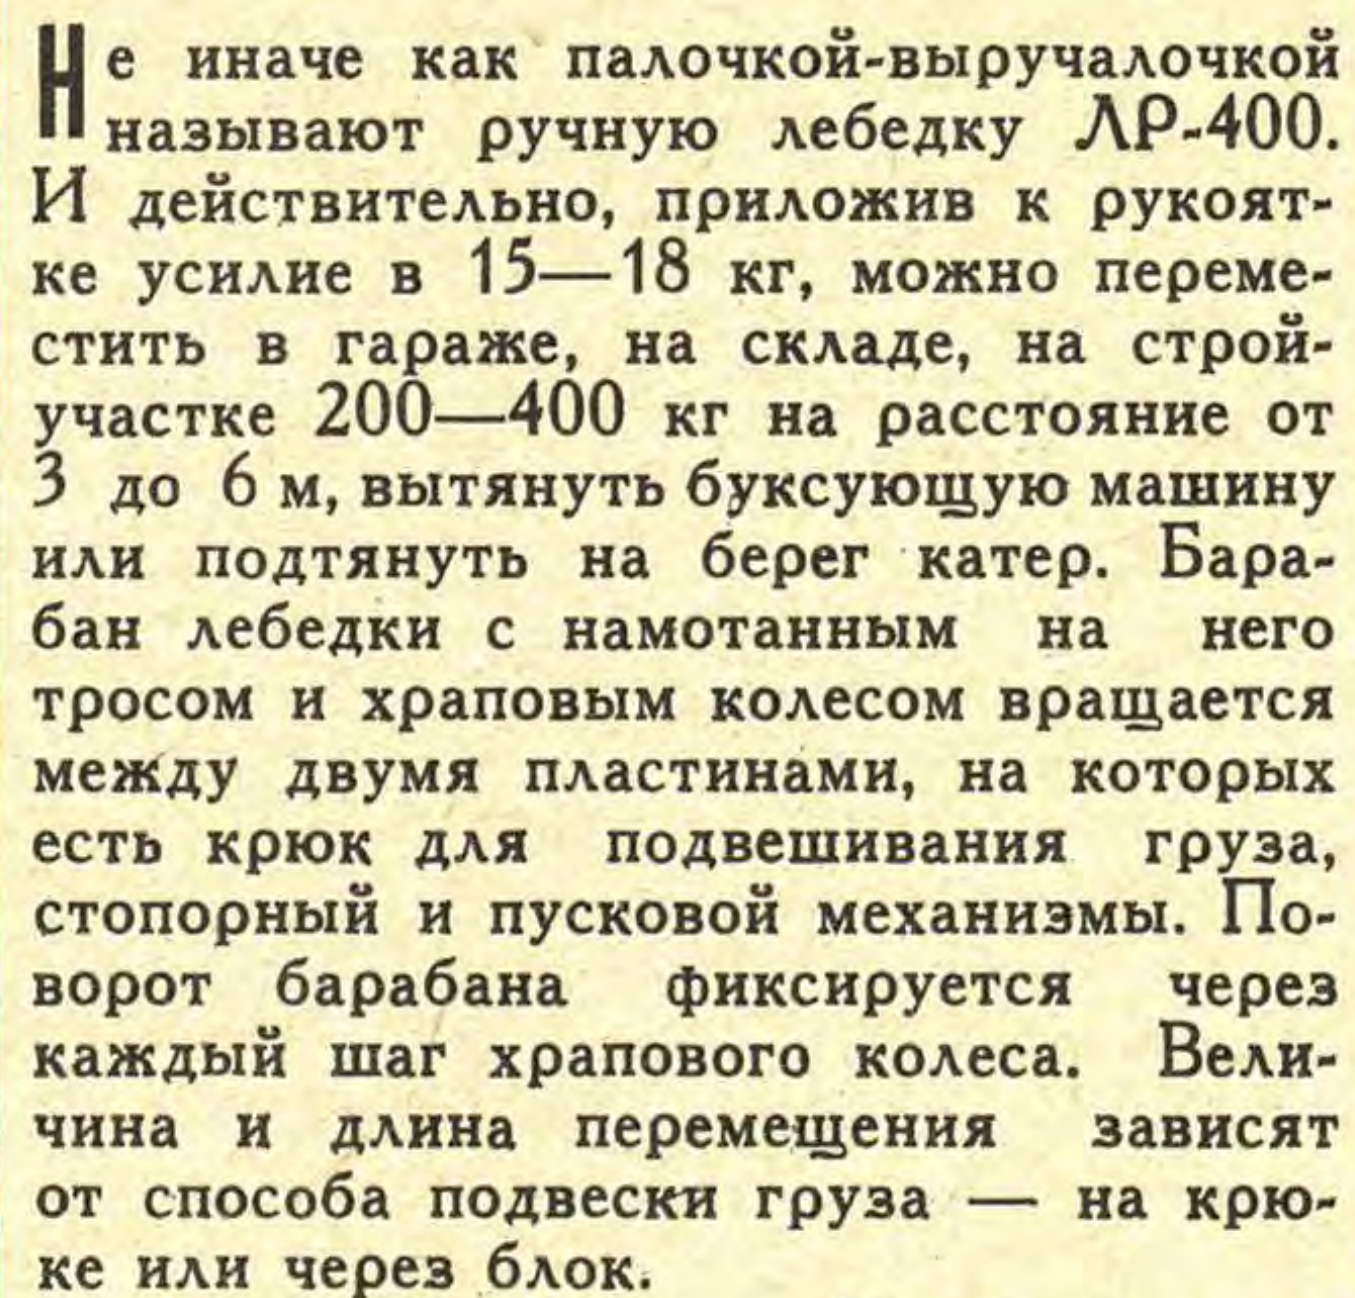 Не иначе как палочкой-выручалочкой
называют ручную лебедку ЛР-400.
И действительно, приложив к рукоят-
ке усилие в 15—18 кг, можно переме-
стить в гараже, на складе, на строй-
участке 200—400 кг на расстояние от
3 до 6 м, вытянуть буксующую машину
или подтянуть на берег катер. Бара-
бан лебедки с намотанным на него
тросом и храповым колесом вращается
между двумя пластинами, на которых
есть крюк для подвешивания груза,
стопорный и пусковой механизмы. По-
ворот барабана фиксируется через
каждый шаг храпового колеса. Вели-
чина и длина перемещения зависят
от способа подвески груза — на крю-
ке или через блок.